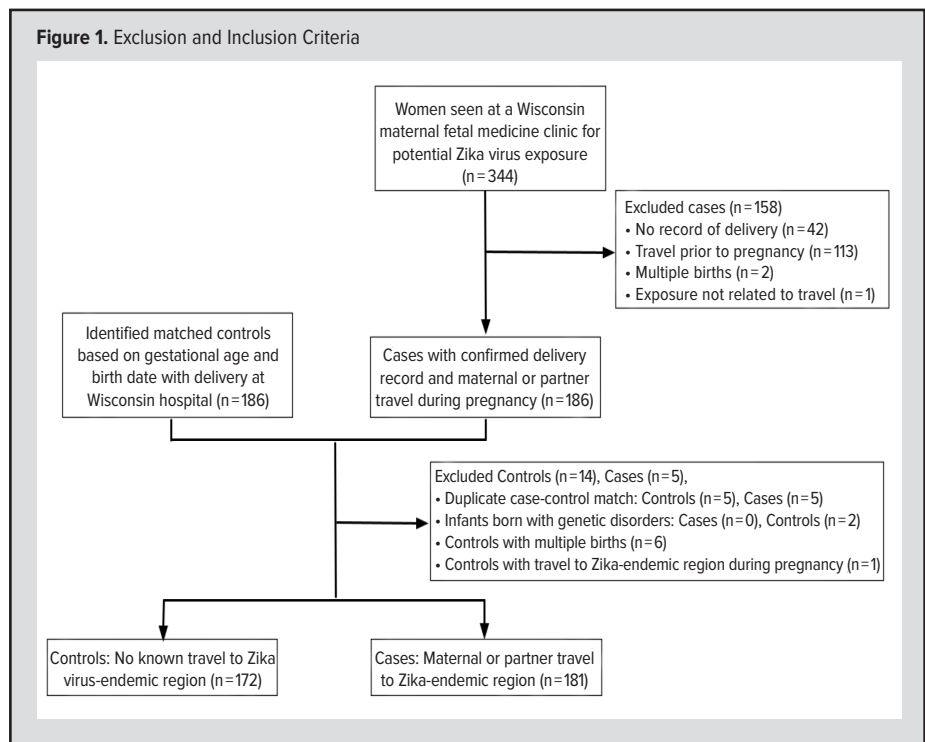 Figure 1. Exclusion and Inclusion Criteria
Women seen at a Wisconsin
maternal fetal medicine clinic for
potential Zika virus exposure
(n=344)
Excluded cases (n=158)
• No record of delivery (n=42)
• Travel prior to pregnancy (n=113)
• Multiple births (n=2)
• Exposure not related to travel (n=1)
Identified matched controls
based on gestational age and
birth date with delivery at
Wisconsin hospital (n=186)
Cases with confirmed delivery
record and maternal or partner
travel during pregnancy (n=186)
Excluded Controls (n=14), Cases (n=5),
• Duplicate case-control match: Controls (n=5), Cases (n=5)
• Infants born with genetic disorders: Cases (n=0), Controls (n=2)
• Controls with multiple births (n=6)
• Controls with travel to Zika-endemic region during pregnancy (n=1)
Controls: No known travel to Zika
virus-endemic region (n=172)
Cases: Maternal or partner travel
to Zika-endemic region (n=181)